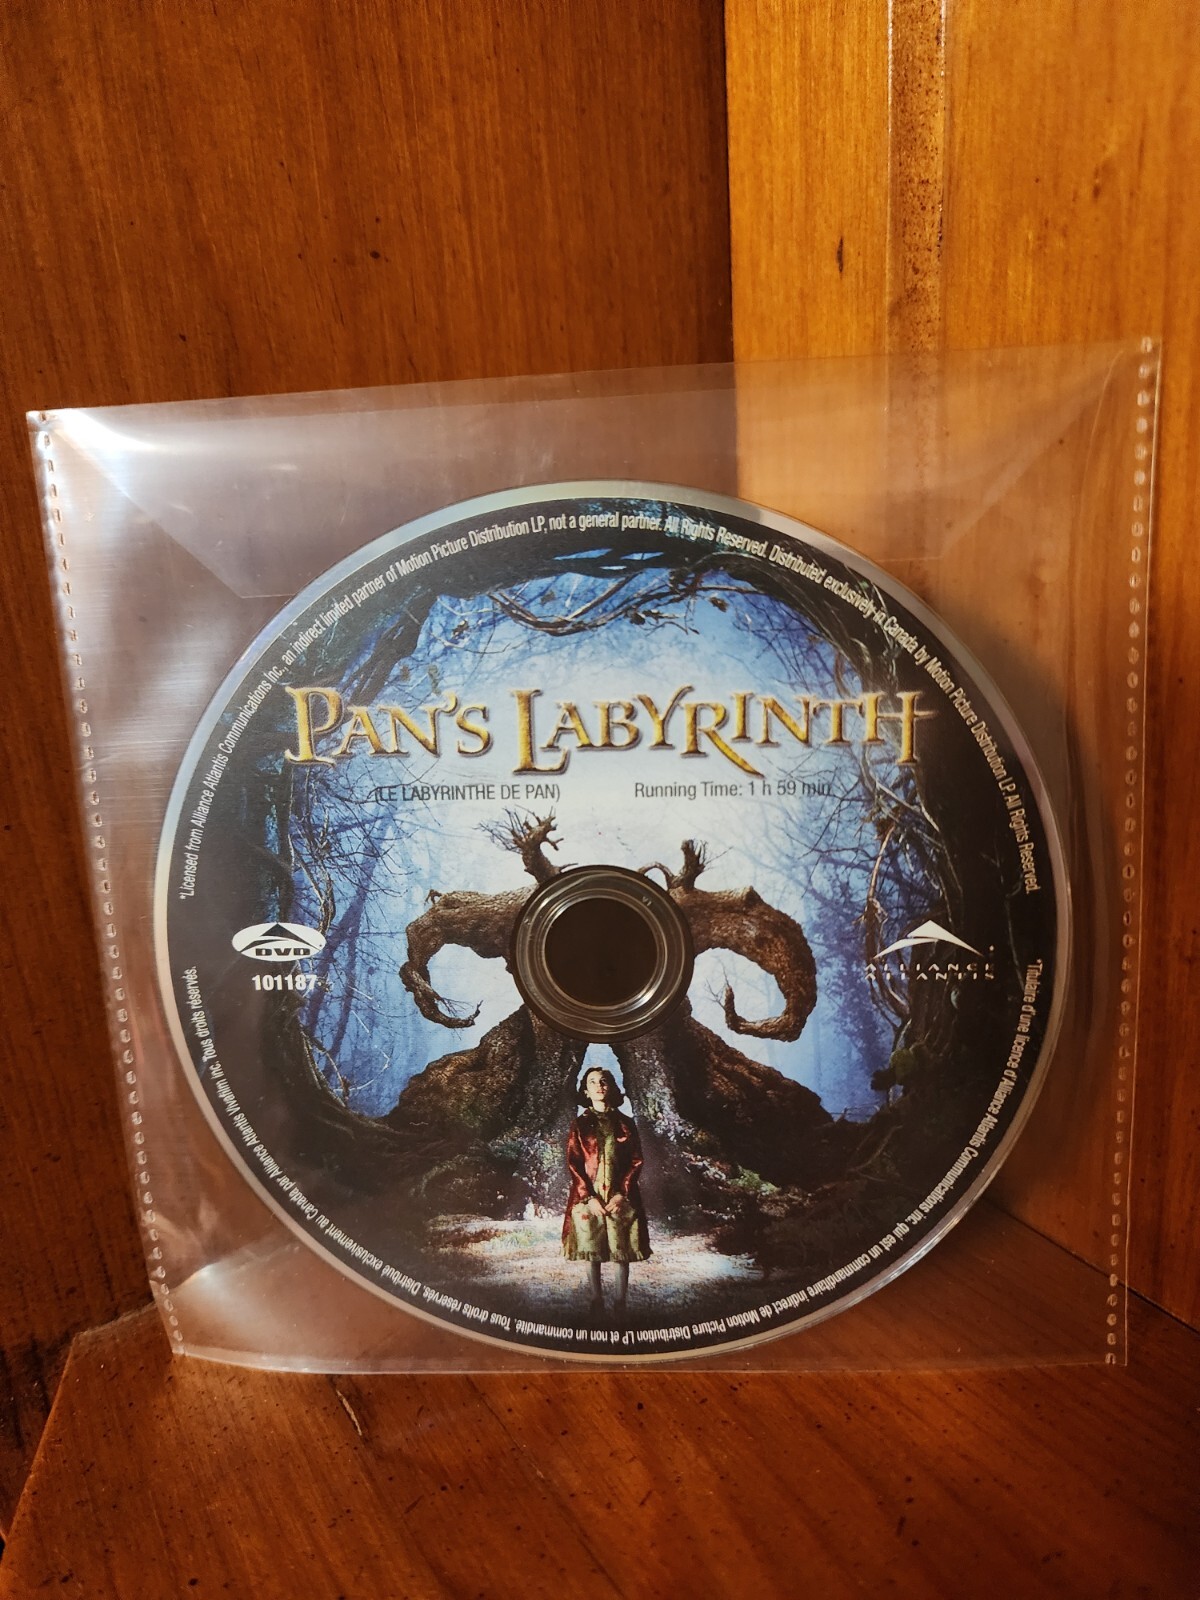 *Licensed from Alliance Atlantis Communications Inc., an indirect limited partner of Motion Picture Distribution LP, not a general partner. All Rights Reserved. Distributed exclusively in Canada by Motion Picture Distribution LP. All Rights Reserved.
PAN'S LABYRINTH
(LE LABYRINTHE DE PAN)
Running Time: 1 h 59 min.
DVD
101187
ALLIANCE
ATLANTIS
*Titulaire d'une licence d'Alliance Atlantis Communications Inc. qui est un commanditaire indirect de Motion Picture Distribution LP et non un commandité. Tous droits réservés. Distribué exclusivement au Canada par Alliance Atlantis Vivafilm inc. Tous droits réservés.